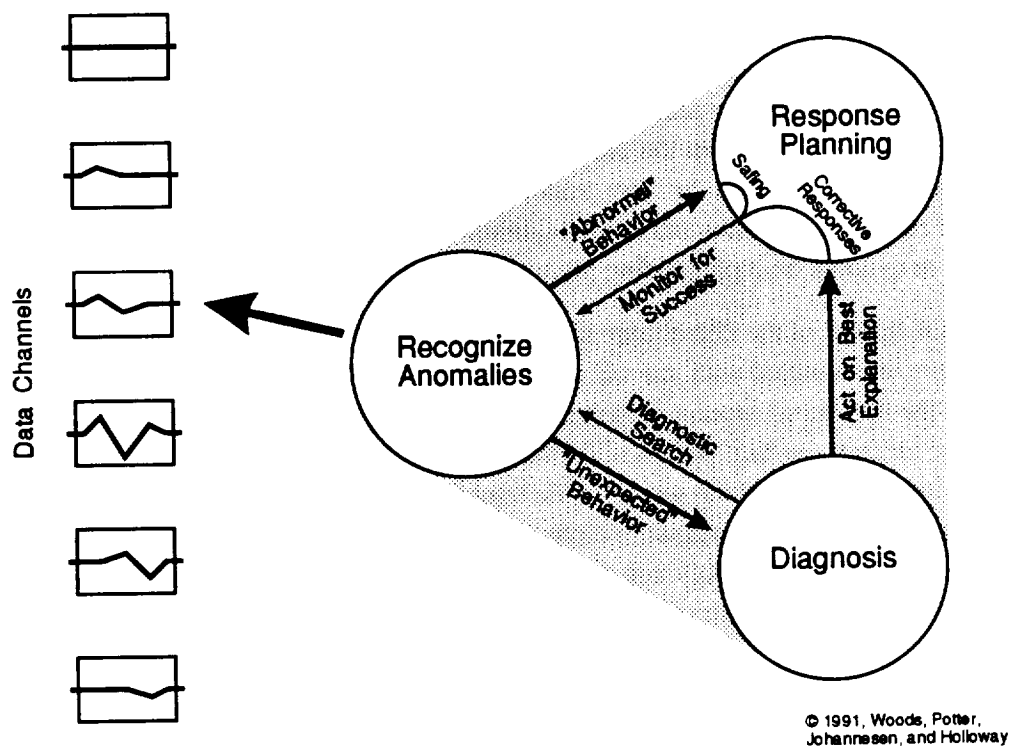 Data Channels
Recognize
Anomalies
"Abnormal"
Behavior
Monitor for
Success
Response
Planning
Safing
Corrective
Responses
Diagnostic
Search
"Unexpected"
Behavior
Act on Best
Explanation
Diagnosis
© 1991, Woods, Potter,
Johannesen, and Holloway